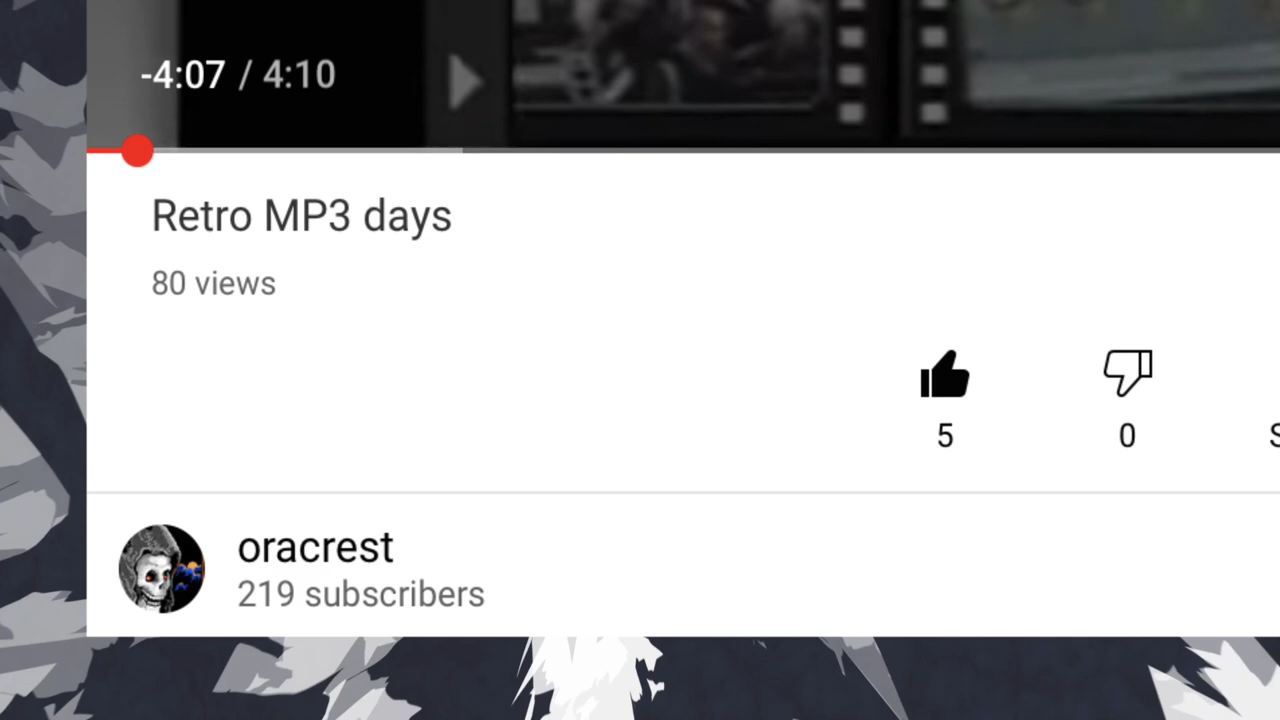 -4:07 / 4:10
Retro MP3 days
80 views
5
0
S
oracrest
219 subscribers